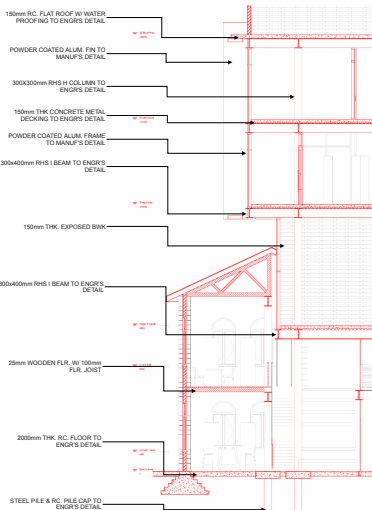 150mm RC. FLAT ROOF W/ WATER
PROOFING TO ENGR'S DETAIL
POWDER COATED ALUM. FIN TO
MANUF'S DETAIL
300X300mm RHS H COLUMN TO
ENGR'S DETAIL
150mm THK CONCRETE METAL
DECKING TO ENGR'S DETAIL
POWDER COATED ALUM. FRAME
TO MANUF'S DETAIL
300x400mm RHS I BEAM TO ENGR'S
DETAIL
150mm THK. EXPOSED BWK
300x400mm RHS I BEAM TO ENGR'S
DETAIL
25mm WOODEN FLR. W/ 100mm
FLR. JOIST
2000mm THK. RC. FLOOR TO
ENGR'S DETAIL
STEEL PILE & RC. PILE CAP TO
ENGR'S DETAIL